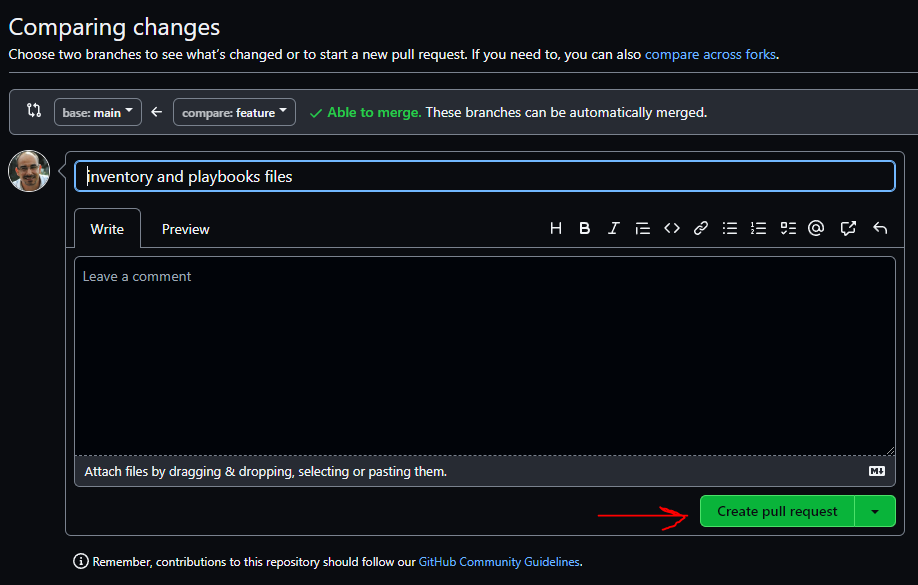 Comparing changes
Choose two branches to see what's changed or to start a new pull request. If you need to, you can also compare across forks.
base: main compare: feature Able to merge. These branches can be automatically merged.
inventory and playbooks files
Write Preview H B I @
Leave a comment
Attach files by dragging & dropping, selecting or pasting them.
Create pull request
Remember, contributions to this repository should follow our GitHub Community Guidelines.